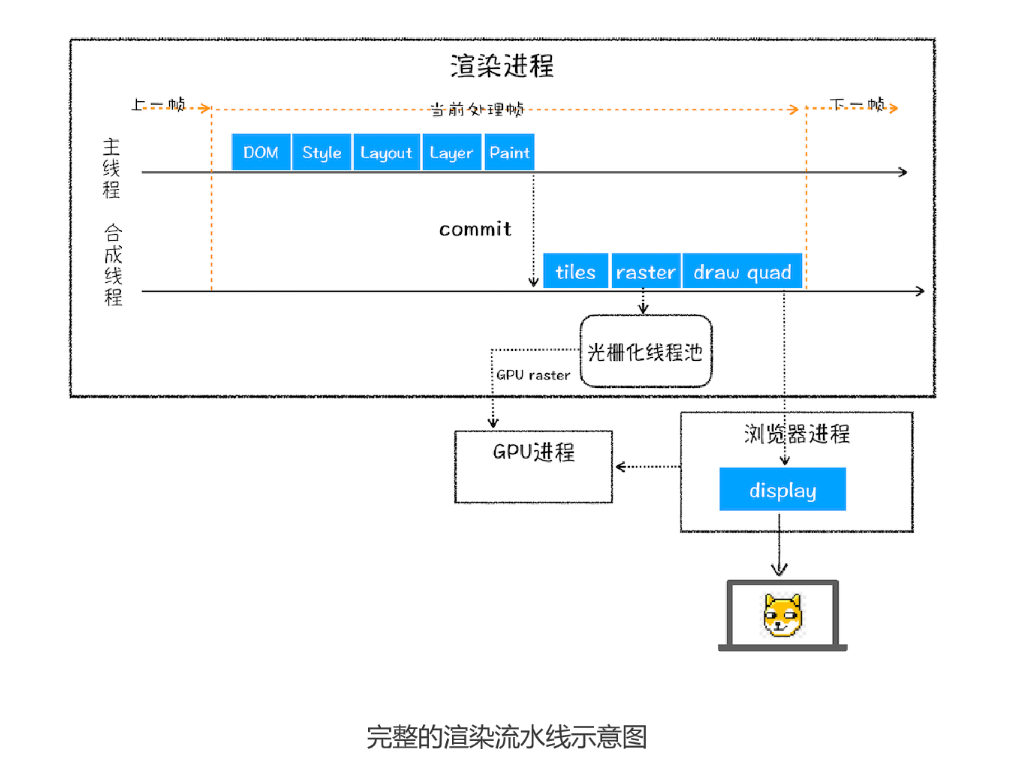 渲染进程
上一帧
当前处理帧
下一帧
主线程
DOM
Style
Layout
Layer
Paint
commit
合成线程
tiles
raster
draw quad
光栅化线程池
GPU raster
GPU进程
浏览器进程
display
完整的渲染流水线示意图